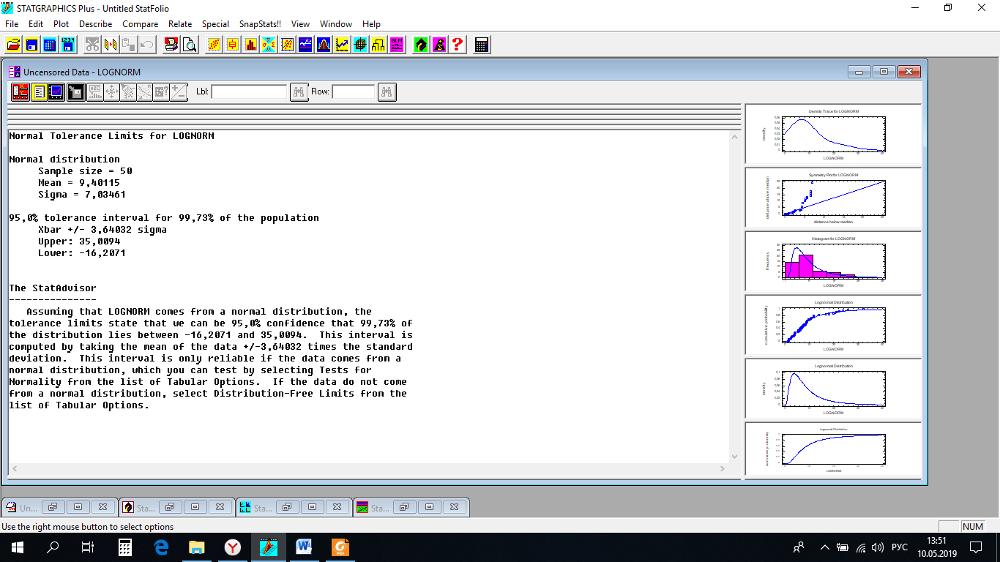 STATGRAPHICS Plus - Untitled StatFolio
File Edit Plot Describe Compare Relate Special SnapStats!! View Window Help
Uncensored Data - LOGNORM
Lbl: Row:
Normal Tolerance Limits for LOGNORM
Normal distribution
Sample size = 50
Mean = 9,40115
Sigma = 7,03461
95,0% tolerance interval for 99,73% of the population
Xbar +/- 3,64032 sigma
Upper: 35,0094
Lower: -16,2071
The StatAdvisor
---------------
Assuming that LOGNORM comes from a normal distribution, the
tolerance limits state that we can be 95,0% confidence that 99,73% of
the distribution lies between -16,2071 and 35,0094. This interval is
computed by taking the mean of the data +/-3,64032 times the standard
deviation. This interval is only reliable if the data comes from a
normal distribution, which you can test by selecting Tests for
Normality from the list of Tabular Options. If the data do not come
from a normal distribution, select Distribution-Free Limits from the
list of Tabular Options.
Density Trace for LOGNORM
density
LOGNORM
Symmetry Plot for LOGNORM
distance above median
distance below median
Histogram for LOGNORM
frequency
LOGNORM
Lognormal Distribution
cumulative probability
LOGNORM
Lognormal Distribution
density
LOGNORM
Lognormal Distribution
cumulative probability
LOGNORM
Un... Sta... Sta... Sta...
Use the right mouse button to select options
NUM
РУС
13:51
10.05.2019